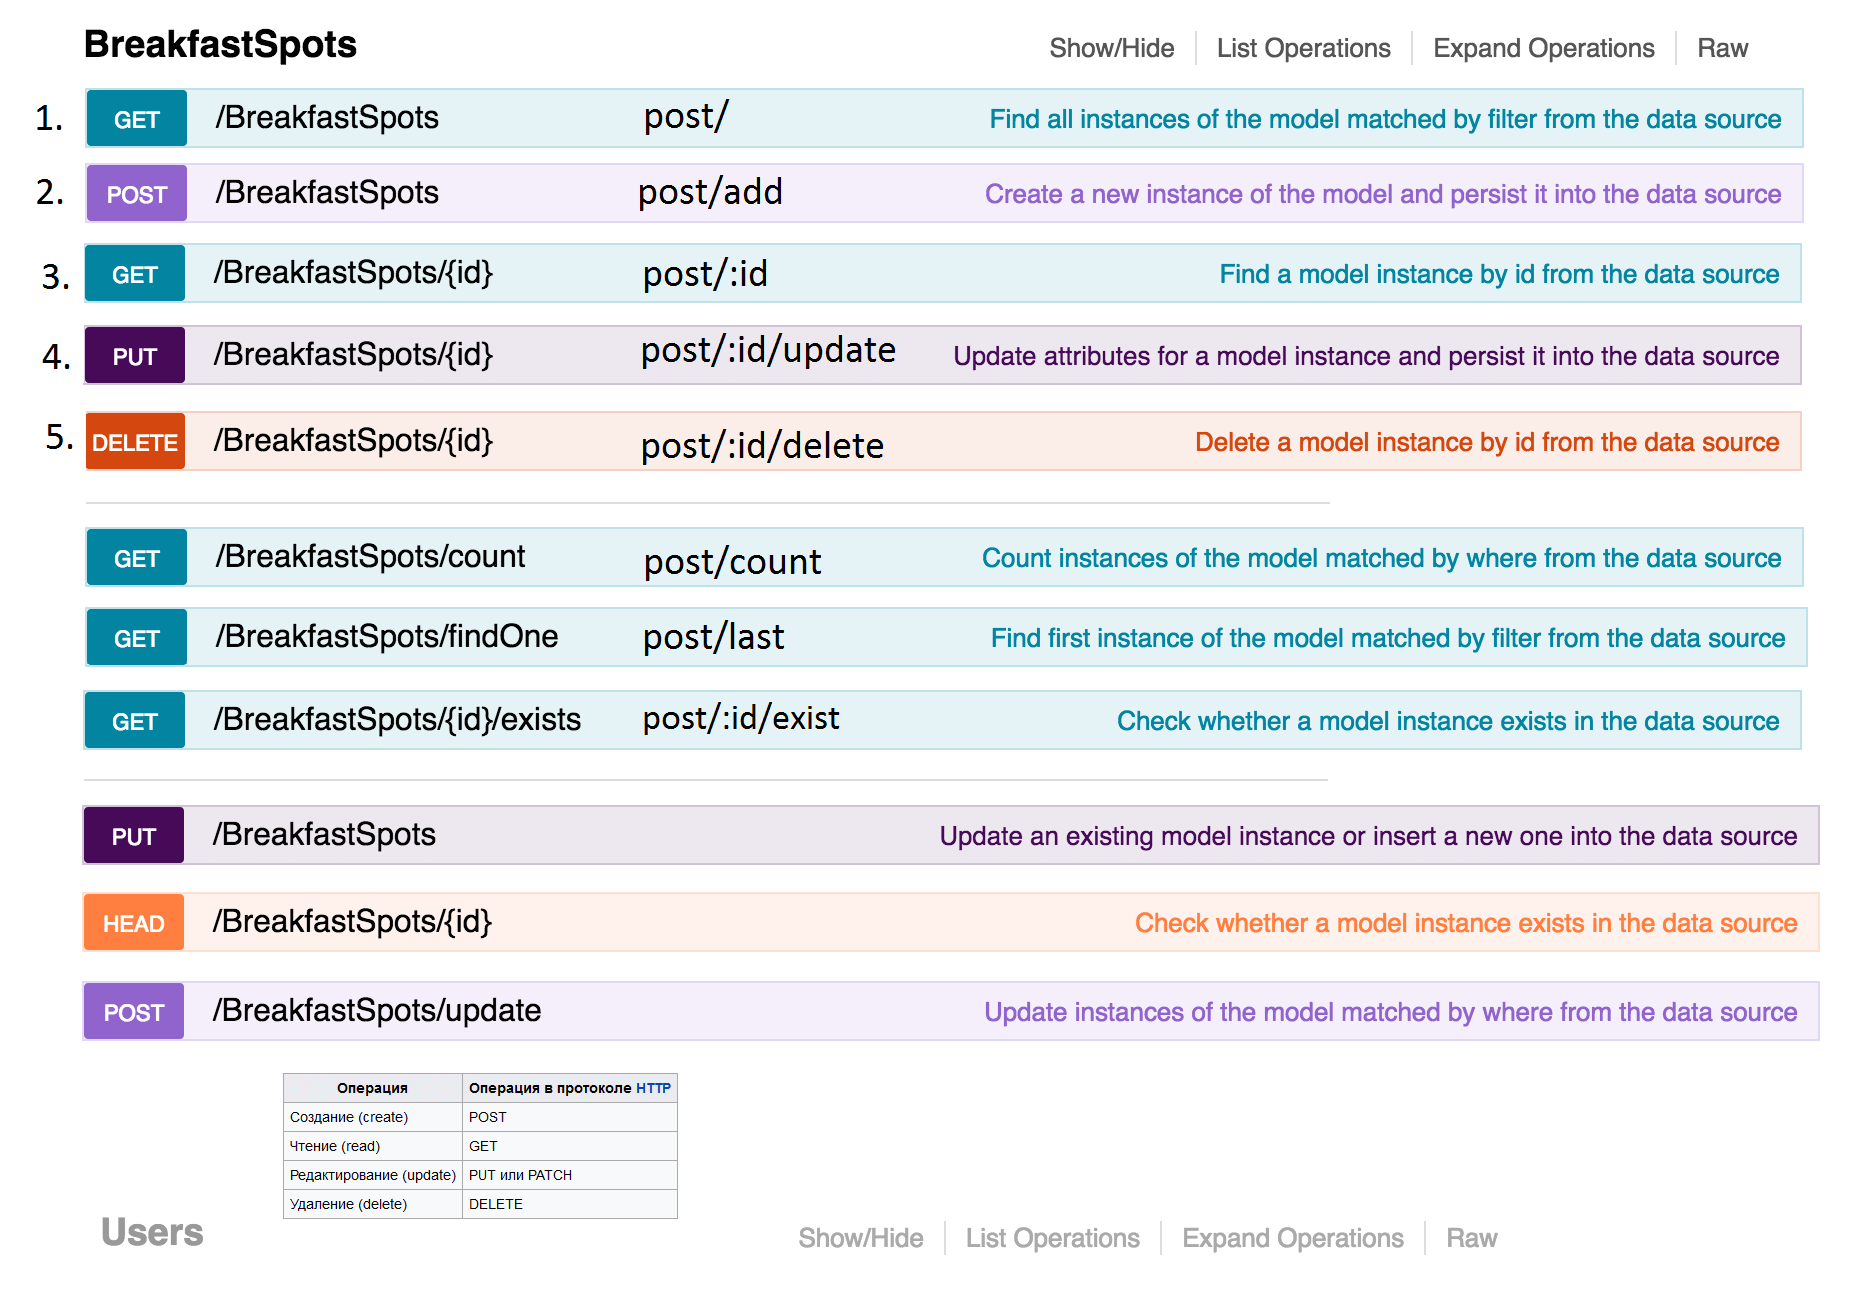 BreakfastSpots Show/Hide List Operations Expand Operations Raw
1. GET /BreakfastSpots post/ Find all instances of the model matched by filter from the data source
2. POST /BreakfastSpots post/add Create a new instance of the model and persist it into the data source
3. GET /BreakfastSpots/{id} post/:id Find a model instance by id from the data source
4. PUT /BreakfastSpots/{id} post/:id/update Update attributes for a model instance and persist it into the data source
5. DELETE /BreakfastSpots/{id} post/:id/delete Delete a model instance by id from the data source
GET /BreakfastSpots/count post/count Count instances of the model matched by where from the data source
GET /BreakfastSpots/findOne post/last Find first instance of the model matched by filter from the data source
GET /BreakfastSpots/{id}/exists post/:id/exist Check whether a model instance exists in the data source
PUT /BreakfastSpots Update an existing model instance or insert a new one into the data source
HEAD /BreakfastSpots/{id} Check whether a model instance exists in the data source
POST /BreakfastSpots/update Update instances of the model matched by where from the data source
Операция Операция в протоколе HTTP
Создание (create) POST
Чтение (read) GET
Редактирование (update) PUT или PATCH
Удаление (delete) DELETE
Users Show/Hide List Operations Expand Operations Raw